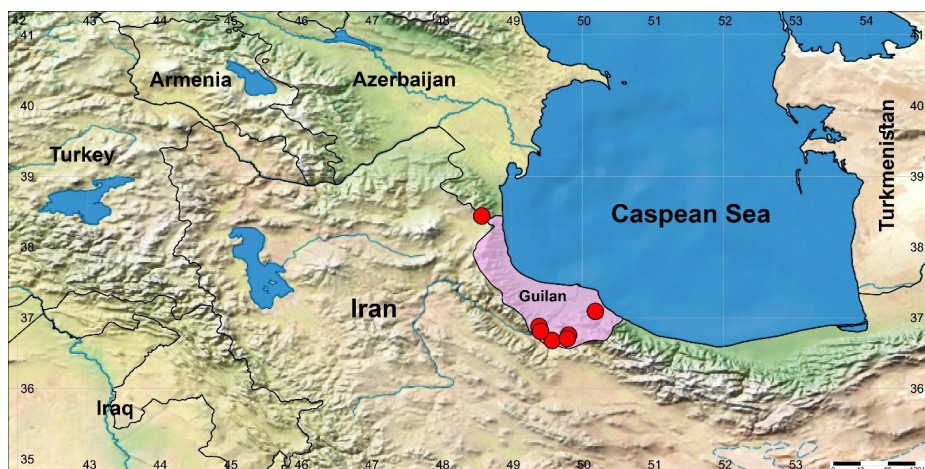 42 43 44 45 46 47 48 49 50 51 52 53 54
41 41
Armenia Azerbaijan
40 40
Turkey
Turkmenistan
39 39
Caspean Sea
38 38
Guilan
Iran
37 37
36 36
Iraq
35
43 44 45 46 47 48 49 50 51 52 53
0